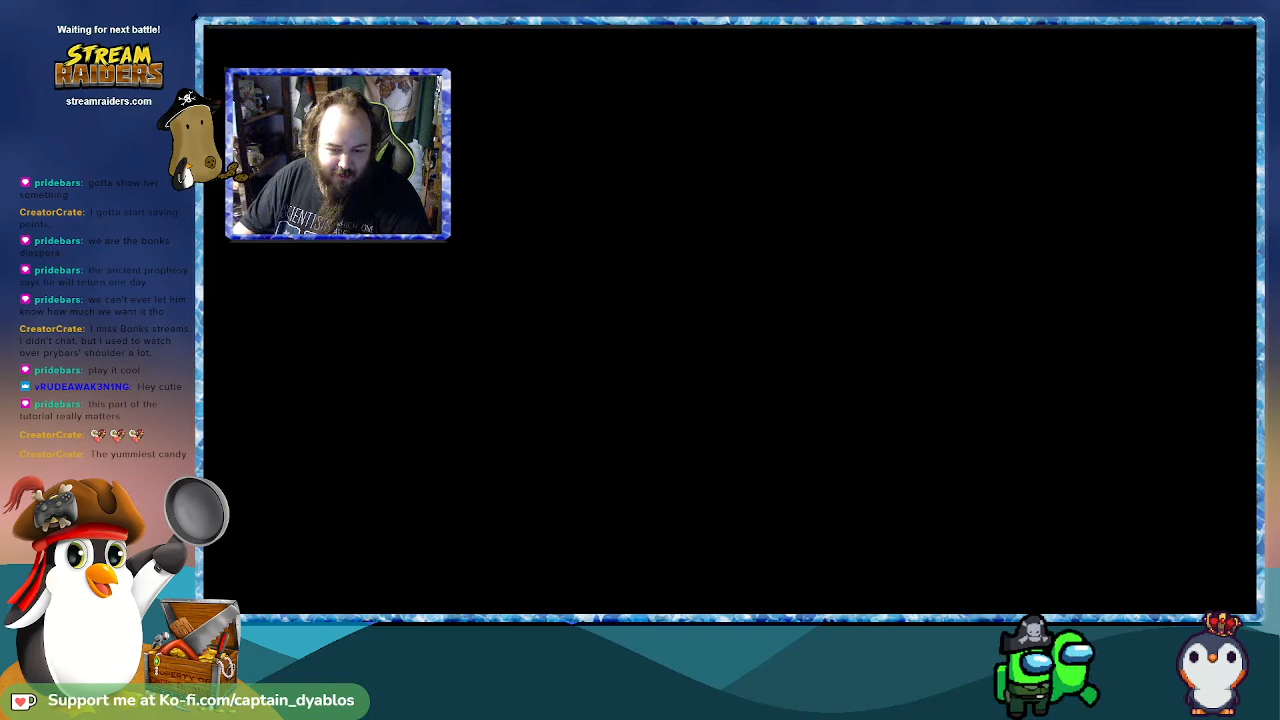 Waiting for next battle!
STREAM
RAIDERS
streamraiders.com
pridebars: gotta show her
something
CreatorCrate: I gotta start saving
points.
pridebars: we are the bonks
diaspora
pridebars: the ancient prophesy
says he will return one day
pridebars: we can't ever let him
know how much we want it tho
CreatorCrate: I miss Bonks streams.
I didn't chat, but I used to watch
over prybars' shoulder a lot.
pridebars: play it cool
vRUDEAWAK3N1NG: Hey cutie
pridebars: this part of the
tutorial really matters
CreatorCrate:
CreatorCrate: The yummiest candy
PROPERTY OF
Support me at Ko-fi.com/captain_dyablos